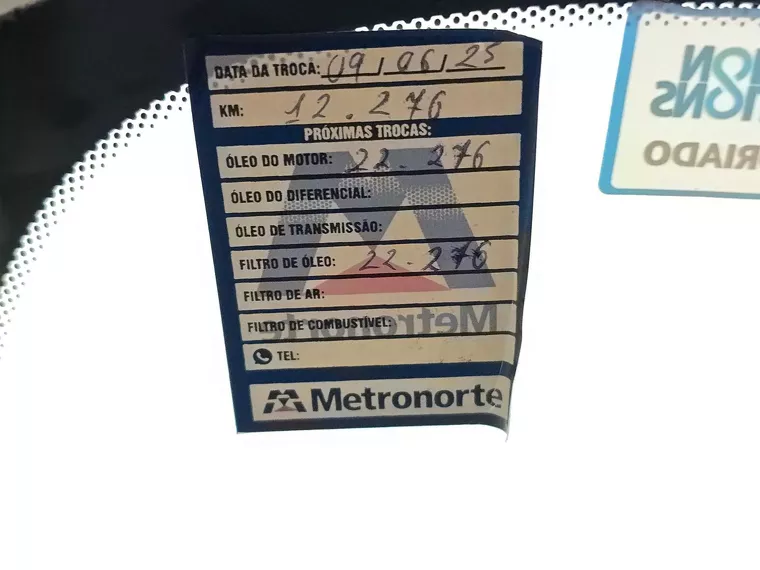 DATA DA TROCA: 09/06/25
KM: 12.276
PRÓXIMAS TROCAS:
ÓLEO DO MOTOR: 22.276
ÓLEO DO DIFERENCIAL:
ÓLEO DE TRANSMISSÃO:
FILTRO DE ÓLEO: 22-276
FILTRO DE AR:
FILTRO DE COMBUSTÍVEL:
Metronorte
TEL:
Metronorte